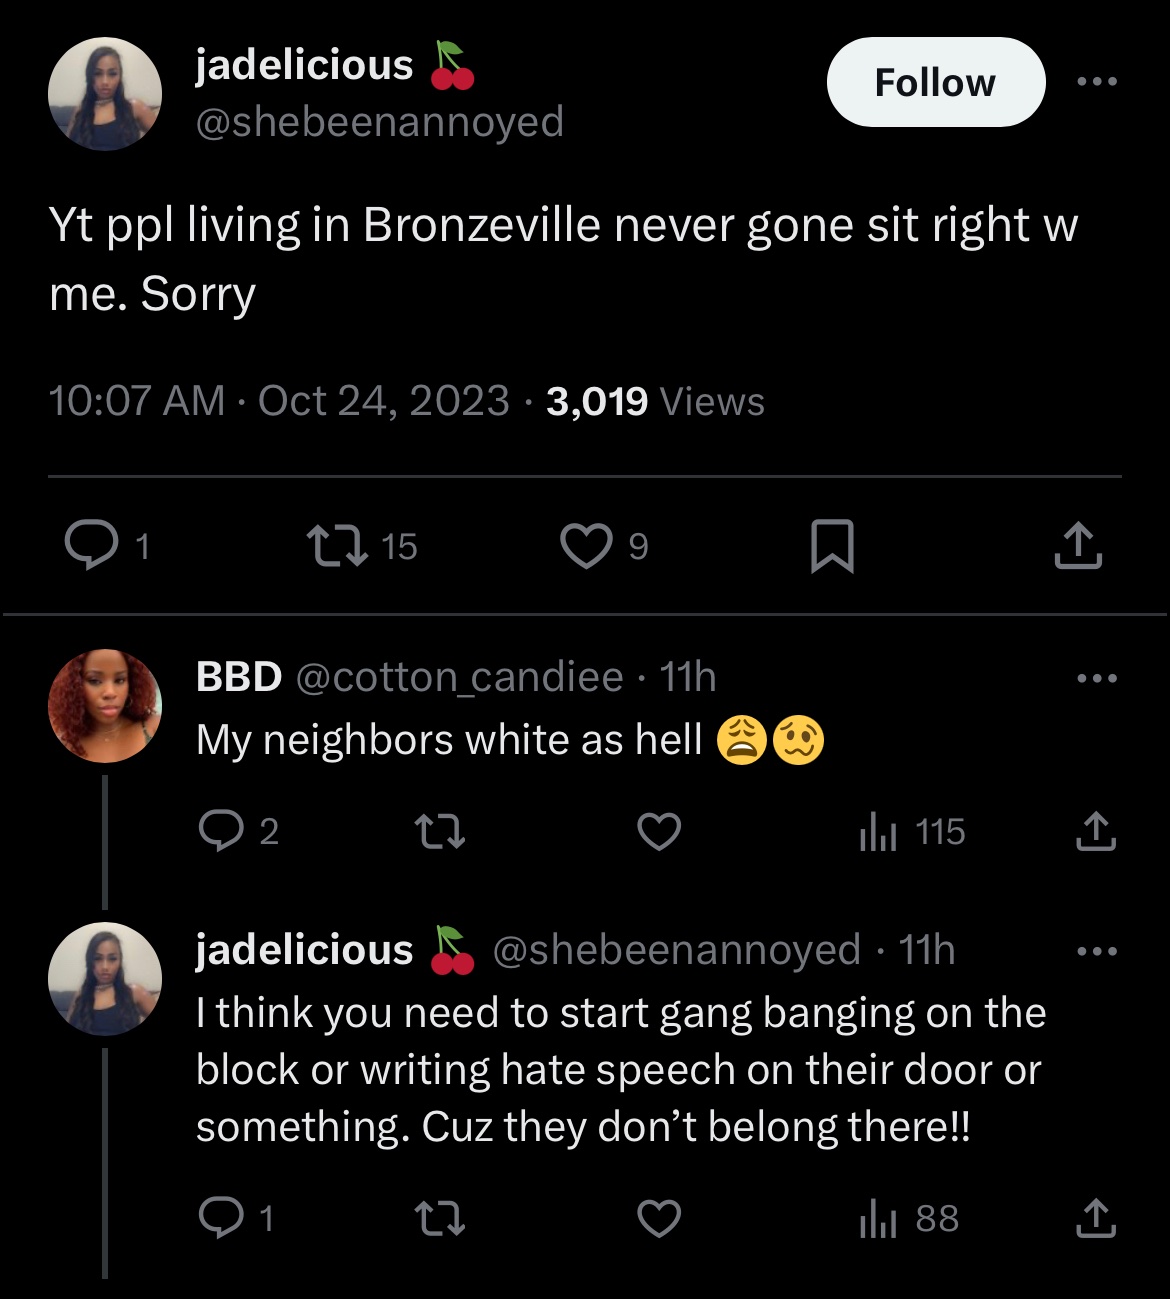 jadelicious 🍒
@shebeenannoyed
Follow
Yt ppl living in Bronzeville never gone sit right w
me. Sorry
10:07 AM · Oct 24, 2023 · 3,019 Views
1 15 9
BBD @cotton_candiee · 11h
My neighbors white as hell 😩🥴
2 115
jadelicious 🍒 @shebeenannoyed · 11h
I think you need to start gang banging on the
block or writing hate speech on their door or
something. Cuz they don’t belong there!!
1 88